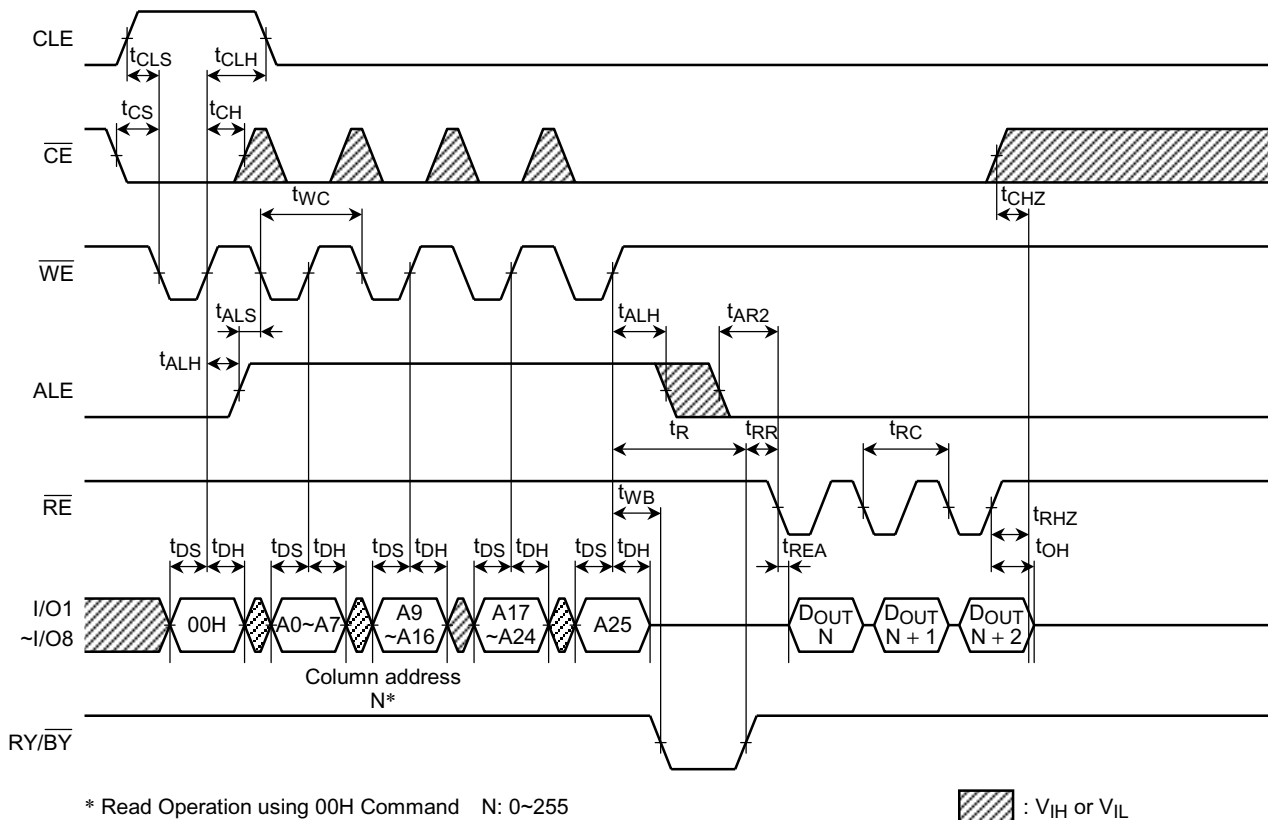 CLE
tCLS
tCLH
tCS
tCH
CE
tWC
tCHZ
WE
tALS
tALH
tAR2
tALH
ALE
tR
tRR
tRC
RE
tWB
tREA
tRHZ
tOH
tDS tDH tDS tDH tDS tDH tDS tDH tDS tDH
I/O1
~I/O8
00H
A0~A7
A9
~A16
A17
~A24
A25
DOUT
N
DOUT
N + 1
DOUT
N + 2
Column address
N*
RY/BY
* Read Operation using 00H Command N: 0~255
: VIH or VIL